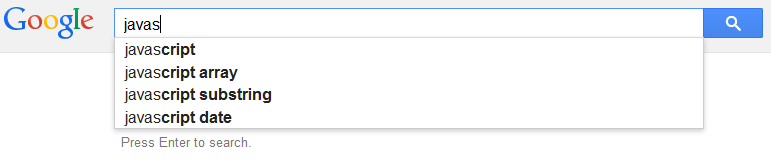 Google javas
javascript
javascript array
javascript substring
javascript date
Press Enter to search.